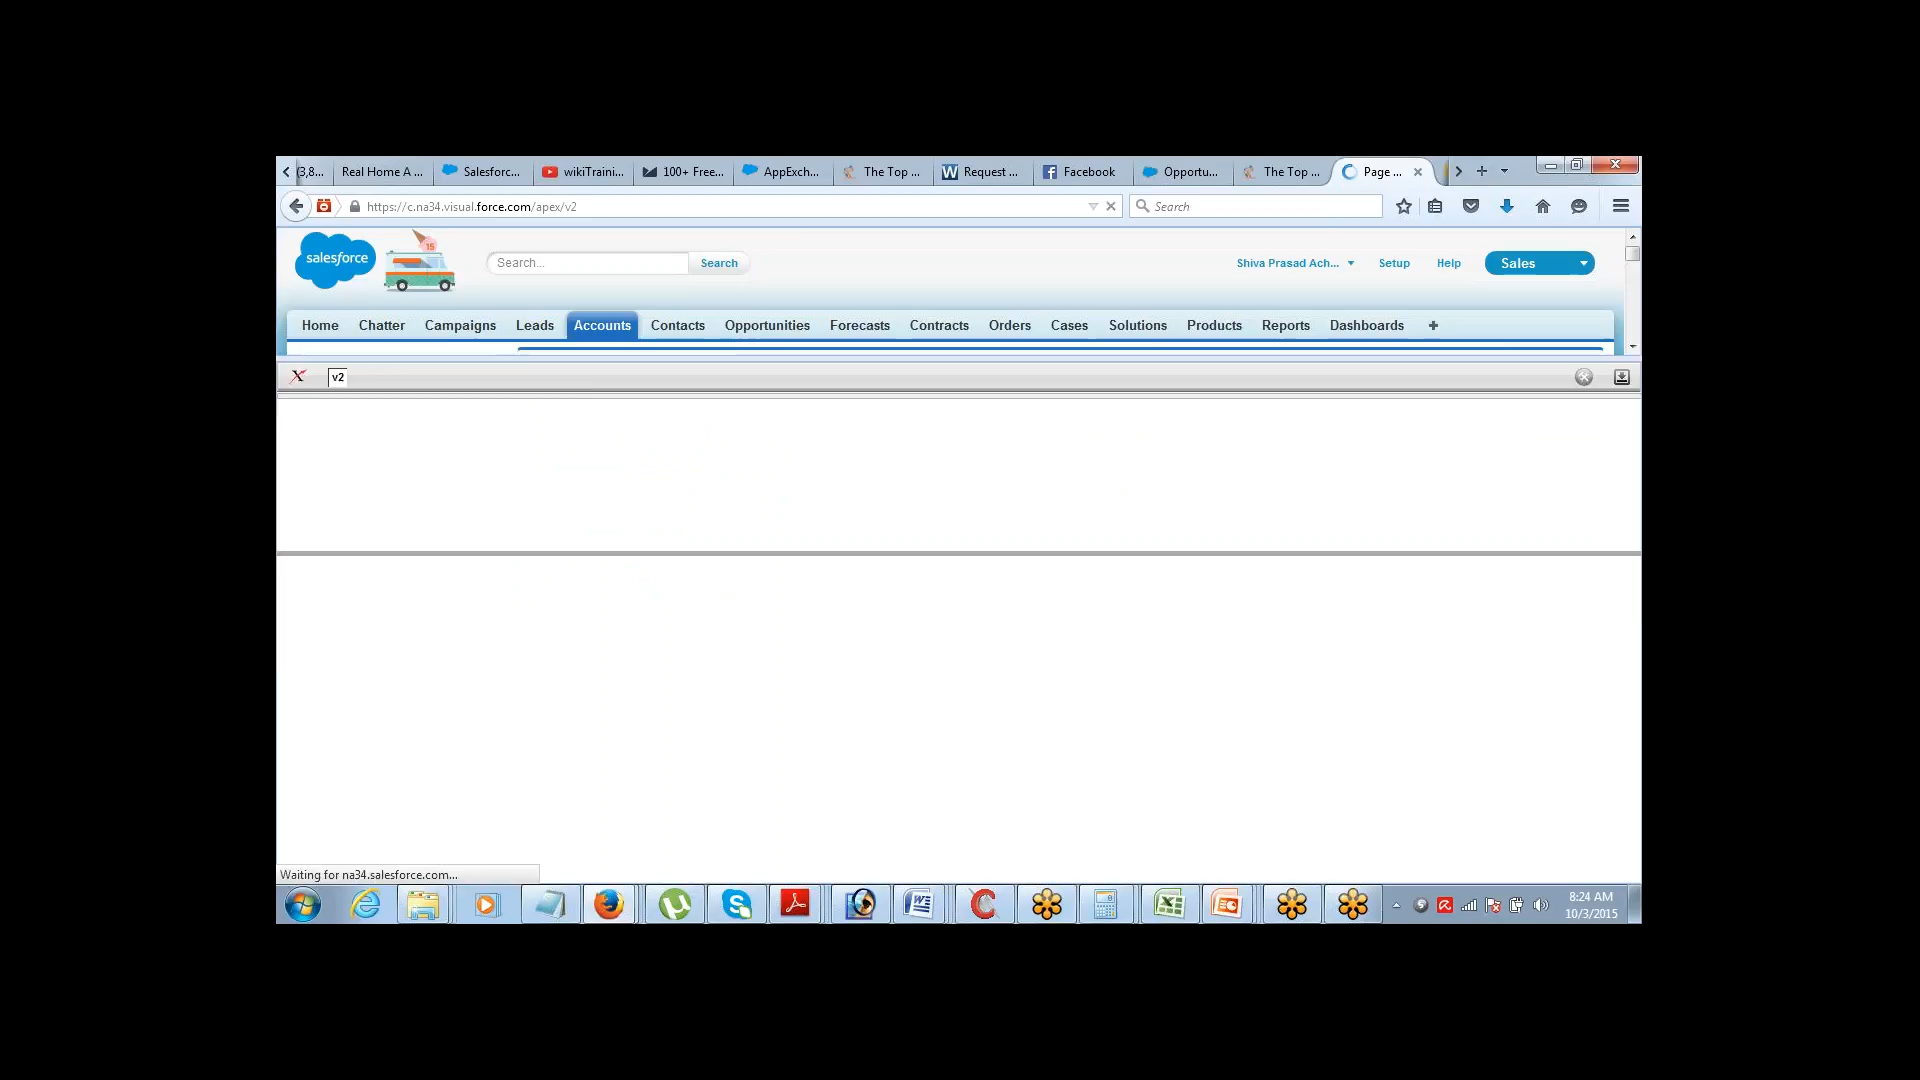 (3,8... Real Home A ... Salesforc... wikiTraini... 100+ Free... AppExch... The Top ... Request ... Facebook Opportu... The Top ... Page ...
https://c.na34.visual.force.com/apex/v2 Search
salesforce 15 Search... Search Shiva Prasad Ach... Setup Help Sales
Home Chatter Campaigns Leads Accounts Contacts Opportunities Forecasts Contracts Orders Cases Solutions Products Reports Dashboards +
v2
Waiting for na34.salesforce.com...
8:24 AM
10/3/2015